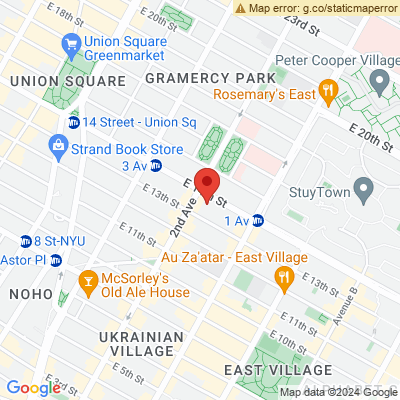 Map error: g.co/staticmaperror
E 18th St
E 20th St
23rd St
Union Square
Greenmarket
Peter Cooper Village
UNION SQUARE
GRAMERCY PARK
Rosemary's East
E 20th St
14 Street - Union Sq
Strand Book Store
3 Av
StuyTown
E 13th St
2nd Ave
St
1 Av
8 St-NYU
E 11th St
Astor Pl
Au Za'atar - East Village
McSorley's
Old Ale House
E 13th St
Avenue B
NOHO
E 11th St
UKRAINIAN
VILLAGE
E 5th St
EAST VILLAGE
E 3rd St
Google
Map data ©2024 Google